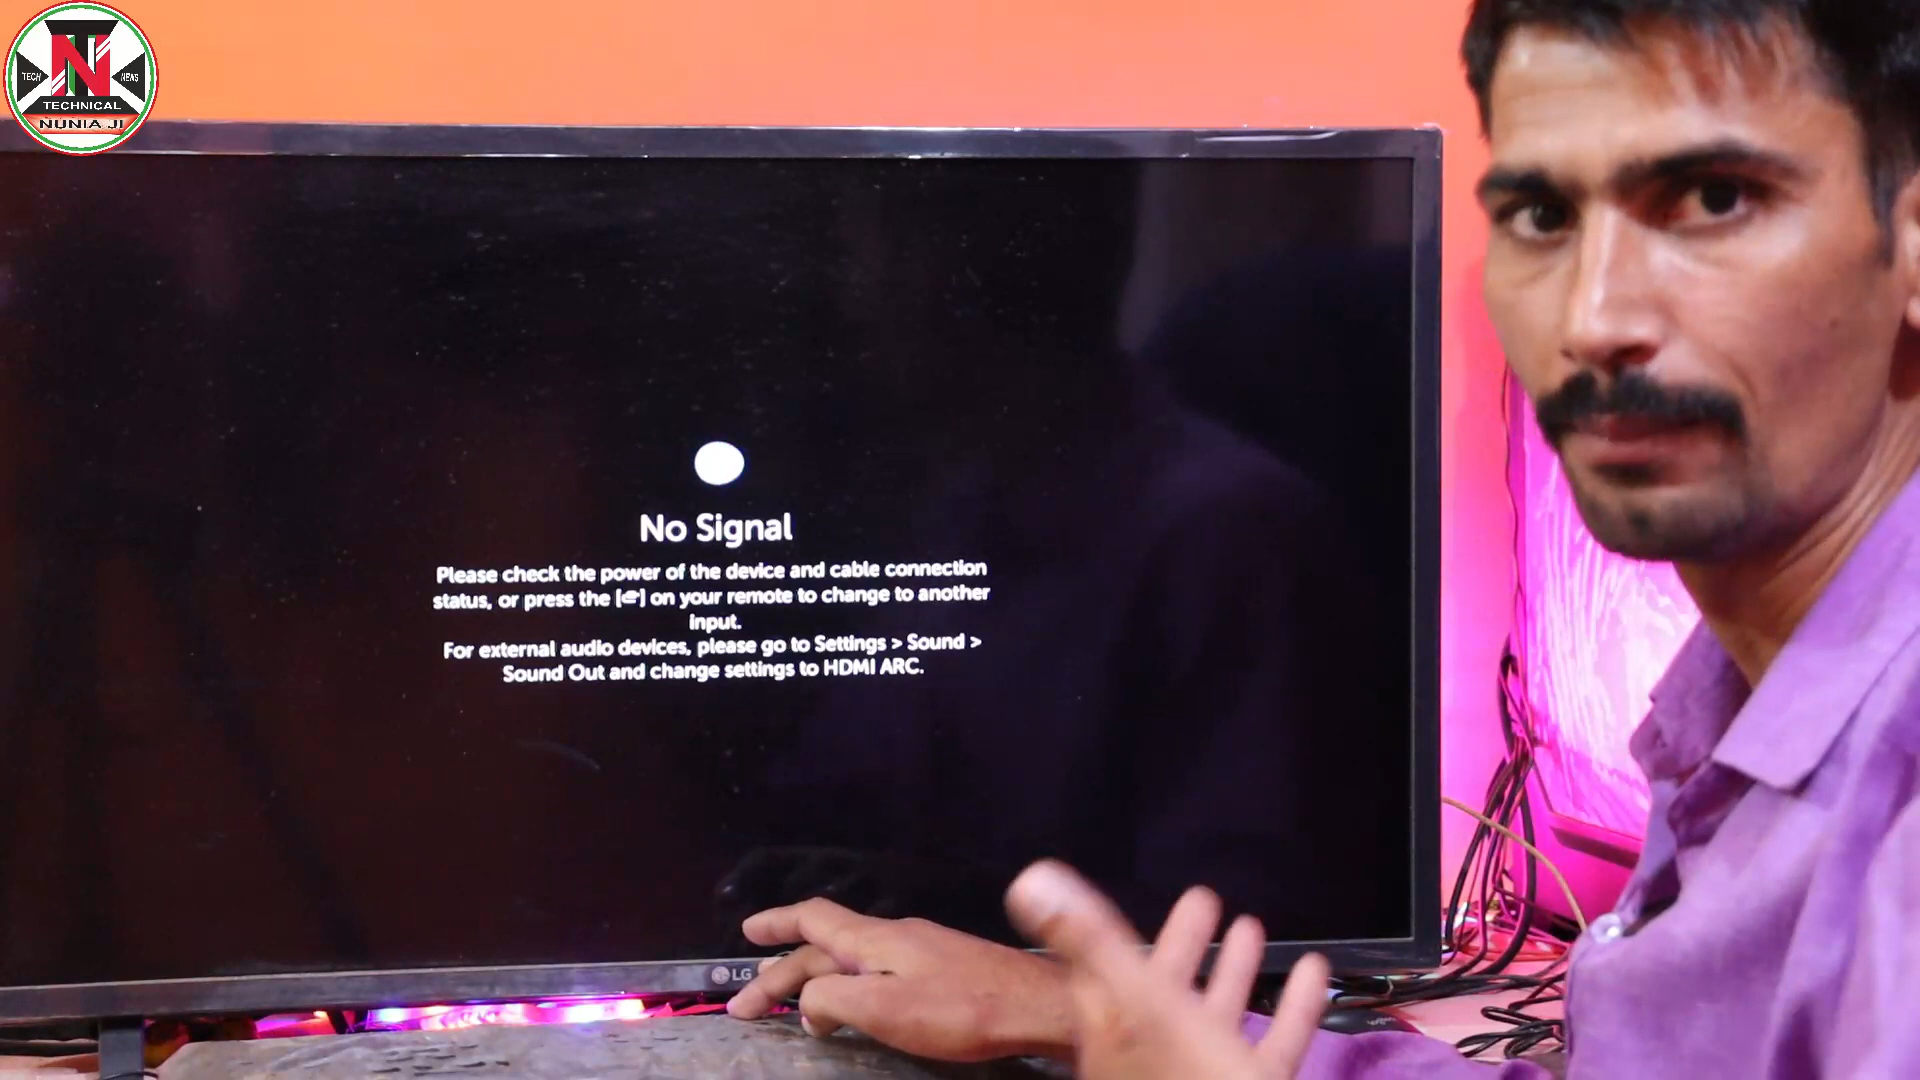 TECH
NEWS
TECHNICAL
NUNIA JI
No Signal
Please check the power of the device and cable connection
status, or press the [ ] on your remote to change to another
input.
For external audio devices, please go to Settings > Sound >
Sound Out and change settings to HDMI ARC.
LG